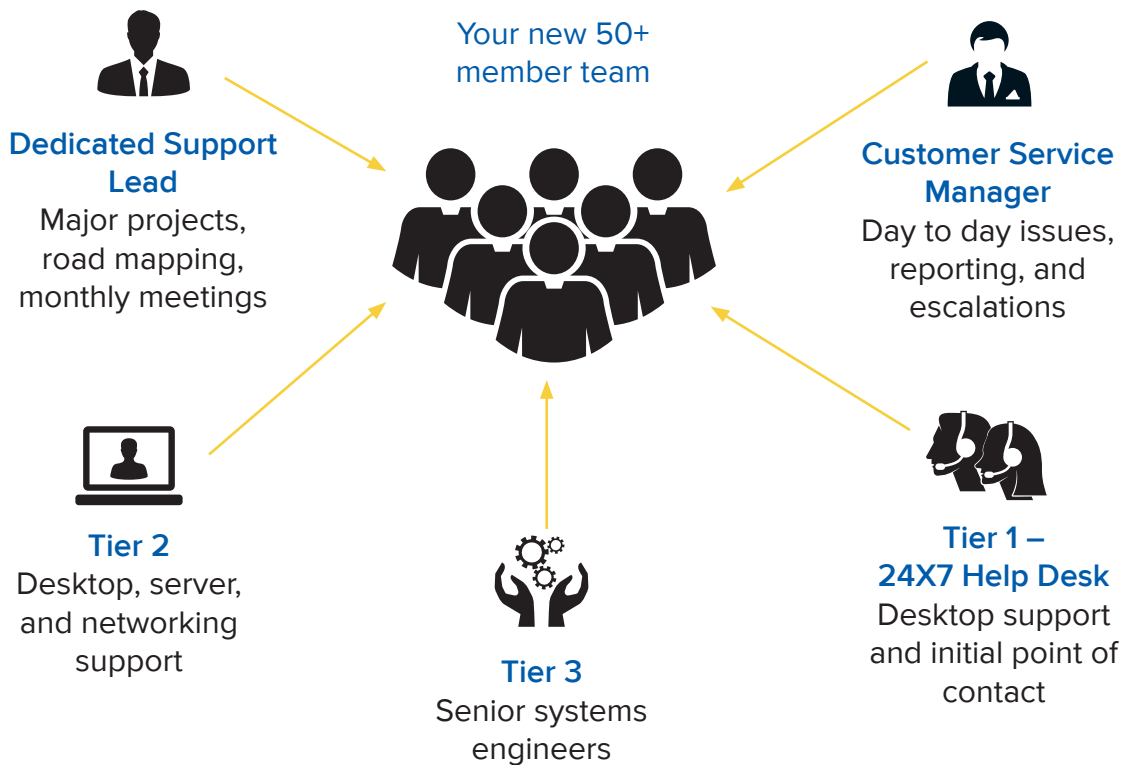 Your new 50+
member team
Dedicated Support
Lead
Major projects,
road mapping,
monthly meetings
Customer Service
Manager
Day to day issues,
reporting, and
escalations
Tier 2
Desktop, server,
and networking
support
Tier 3
Senior systems
engineers
Tier 1 –
24X7 Help Desk
Desktop support
and initial point of
contact